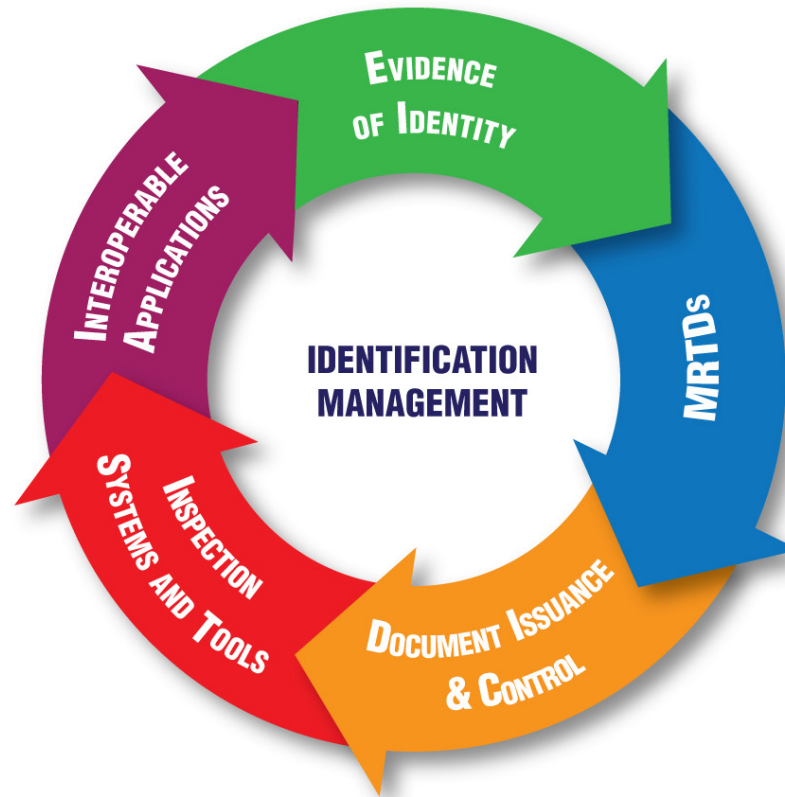 EVIDENCE
OF IDENTITY
MRTDs
DOCUMENT ISSUANCE
& CONTROL
INSPECTION
SYSTEMS AND TOOLS
INTEROPERABLE
APPLICATIONS
IDENTIFICATION
MANAGEMENT